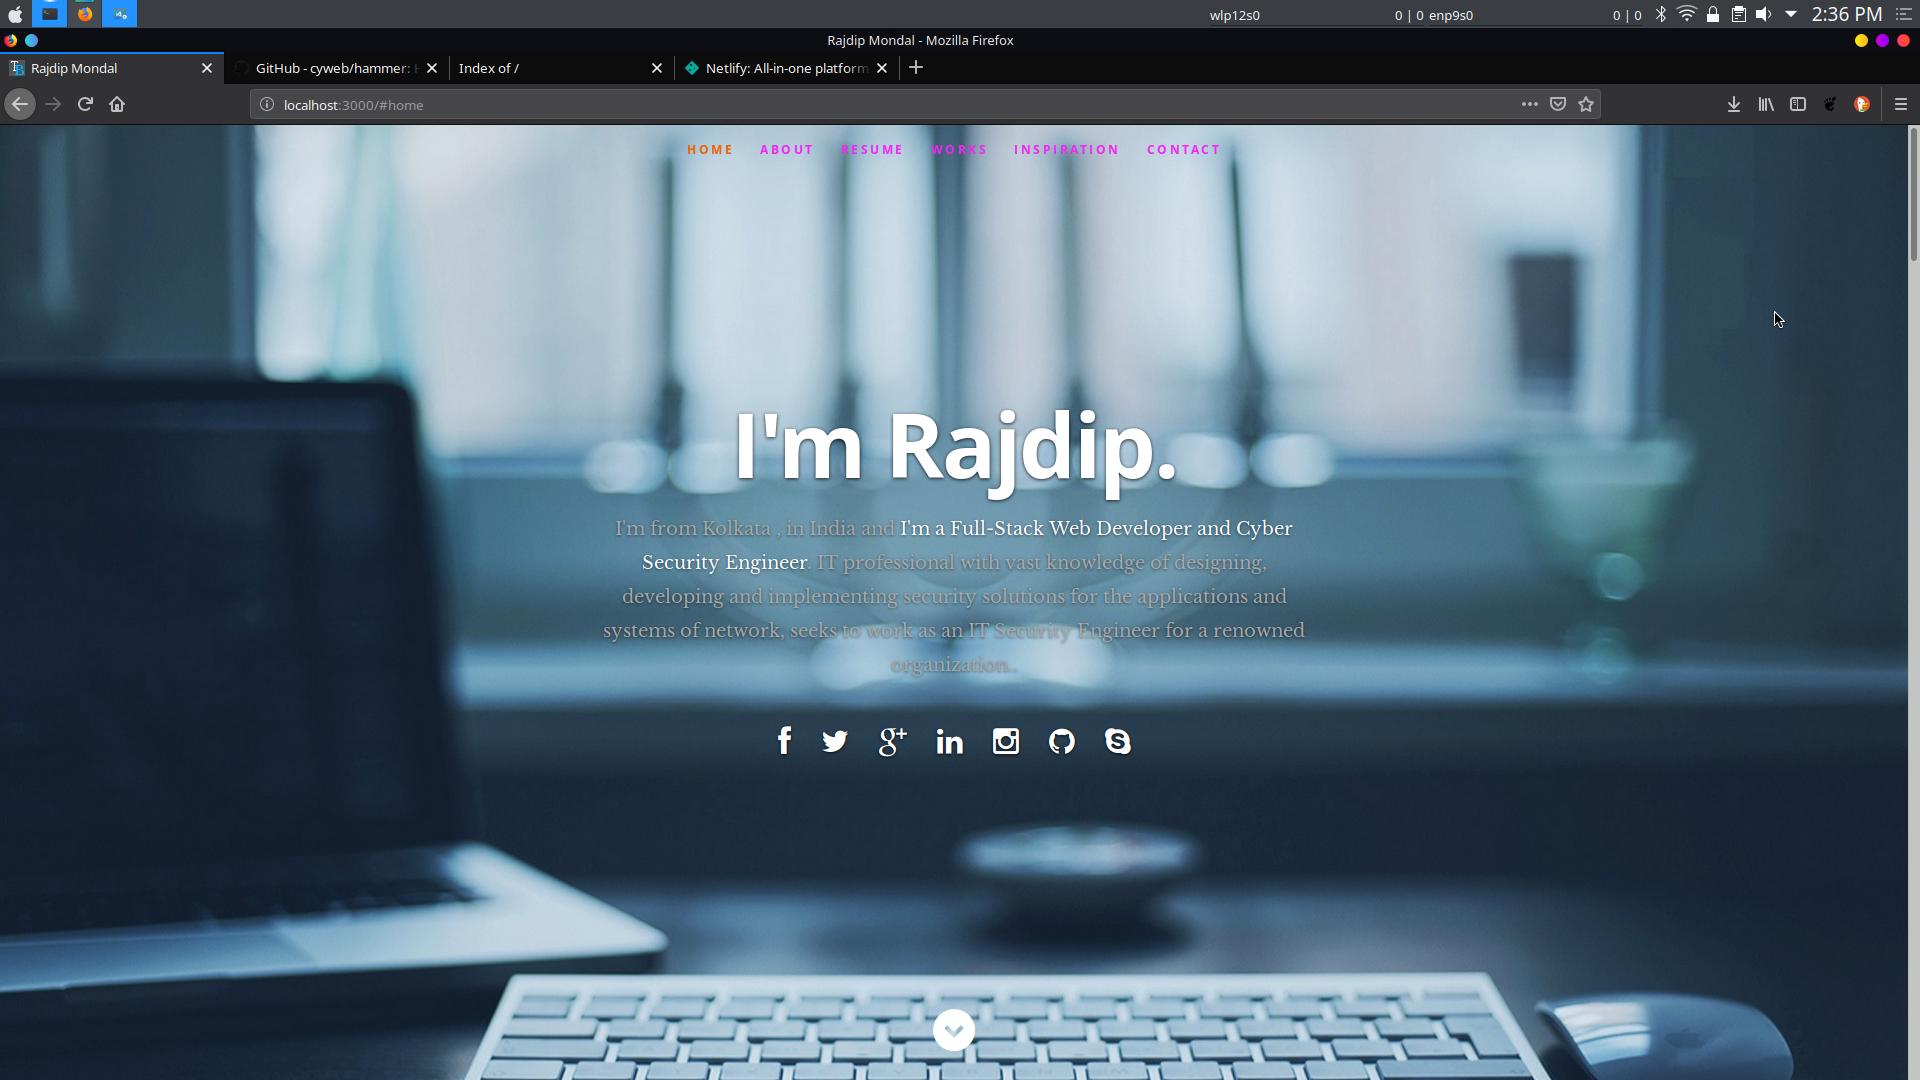 wlp12s0
0 | 0 enp9s0
0 | 0
2:36 PM
Rajdip Mondal - Mozilla Firefox
Rajdip Mondal
GitHub - cyweb/hammer:
Index of /
Netlify: All-in-one platform
localhost:3000/#home
HOME ABOUT RESUME WORKS INSPIRATION CONTACT
I'm Rajdip.
I'm from Kolkata , in India and I'm a Full-Stack Web Developer and Cyber
Security Engineer. IT professional with vast knowledge of designing,
developing and implementing security solutions for the applications and
systems of network, seeks to work as an IT Security Engineer for a renowned
organization..